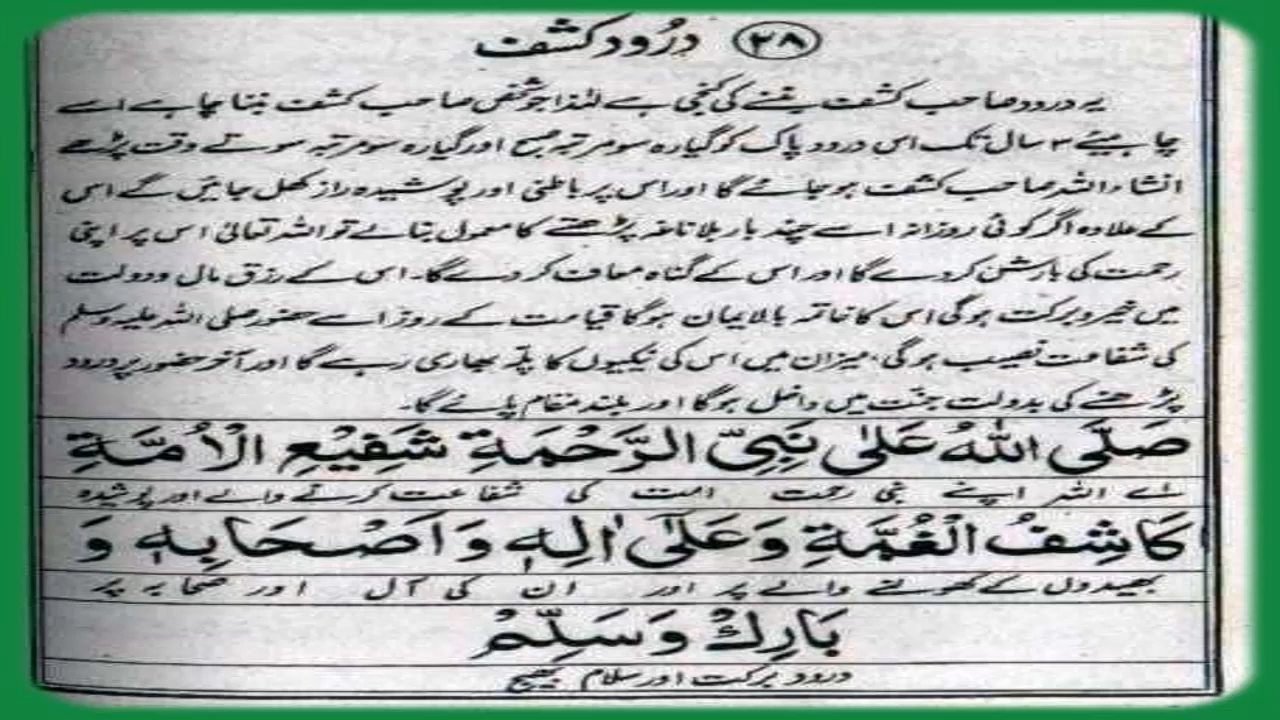 ۲۸ درُود کشف
یہ درود صاحب کشف بننے کی کنجی ہے لہٰذا جو شخص صاحب کشف بننا چاہے اسے
چاہیئے ۳ سال تک اس درود پاک کو گیارہ سو مرتبہ صبح اور گیارہ سو مرتبہ سوتے وقت پڑھے
انشاء اللہ صاحب کشف ہو جائے گا اور اس پر باطنی اور پوشیدہ راز کھل جائیں گے اس
کے علاوہ اگر کوئی روزانہ اسے چند بار بلا ناغہ پڑھنے کا معمول بنائے تو اللہ تعالیٰ اس پر اپنی
رحمت کی بارش کر دے گا اور اس کے گناہ معاف کر دے گا۔ اس کے رزق مال و دولت
میں خیر و برکت ہوگی اس کا خاتمہ بالایمان ہوگا قیامت کے روز اسے حضور صلی اللہ علیہ وسلم
کی شفاعت نصیب ہوگی، میزان میں اس کی نیکیوں کا پلہ بھاری رہے گا اور آخر حضور پر درود
پڑھنے کی بدولت جنت میں داخل ہوگا اور بلند مقام پائے گا۔
صَلَّی اللّٰهُ عَلٰی نَبِیِّ الرَّحْمَةِ شَفِیْعِ الْاُمَّةِ
اے اللہ اپنے نبی رحمت امت کی شفاعت کرنے والے اور پوشیدہ
کَاشِفُ الْغُمَّةِ وَعَلٰٓی اٰلِهٖ وَاَصْحَابِهٖ وَ
بھیدوں کے کھولنے والے پر اور ان کی آل اور صحابہ پر
بَارِكْ وَسَلِّمْ
درود برکت اور سلام بھیج